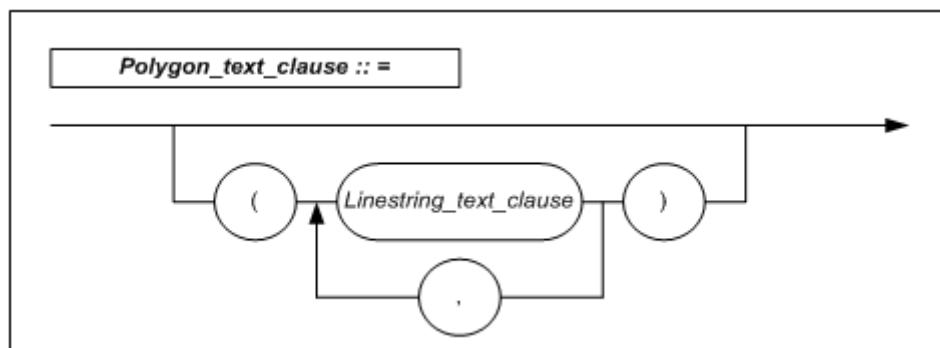 Polygon_text_clause :: =
( Linestring_text_clause )
,